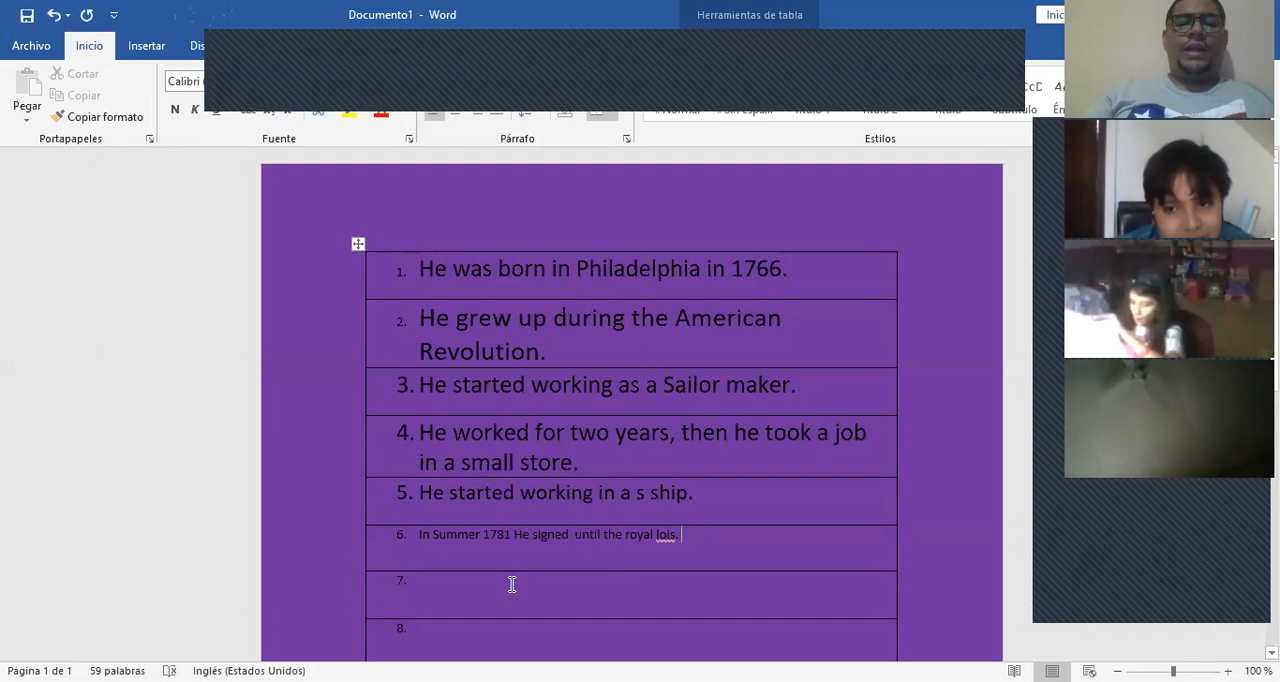 Documento1 - Word
Herramientas de tabla
Inic
Archivo
Inicio
Insertar
Dis
Cortar
Copiar
Pegar
Copiar formato
Calibri (
N K
Portapapeles
Fuente
Párrafo
Estilos
1. He was born in Philadelphia in 1766.
2. He grew up during the American
Revolution.
3. He started working as a Sailor maker.
4. He worked for two years, then he took a job
in a small store.
5. He started working in a s ship.
6. In Summer 1781 He signed until the royal lois.
7.
8.
Página 1 de 1
59 palabras
Inglés (Estados Unidos)
100 %